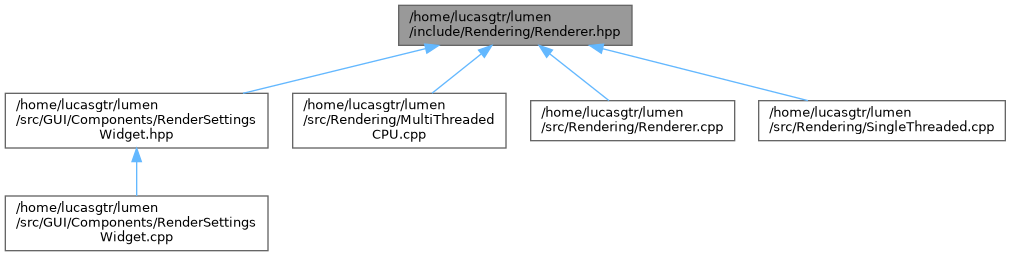 /home/lucasgtr/lumen
/include/Rendering/Renderer.hpp
/home/lucasgtr/lumen
/src/GUI/Components/RenderSettings
Widget.hpp
/home/lucasgtr/lumen
/src/Rendering/MultiThreaded
CPU.cpp
/home/lucasgtr/lumen
/src/Rendering/Renderer.cpp
/home/lucasgtr/lumen
/src/Rendering/SingleThreaded.cpp
/home/lucasgtr/lumen
/src/GUI/Components/RenderSettings
Widget.cpp